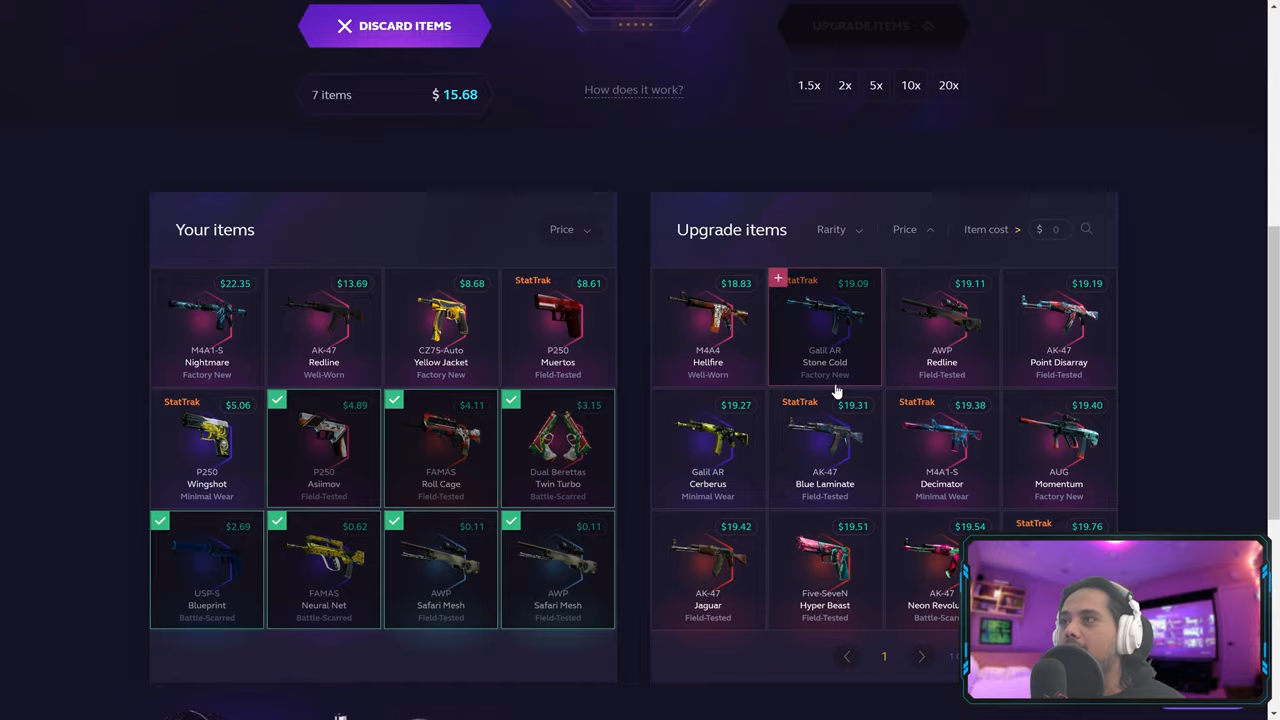 DISCARD ITEMS
UPGRADE ITEMS
7 items $ 15.68
How does it work?
1.5x 2x 5x 10x 20x
Your items
Price
$22.35
M4A1-S
Nightmare
Factory New
$13.69
AK-47
Redline
Well-Worn
$8.68
CZ75-Auto
Yellow Jacket
Factory New
StatTrak $8.61
P250
Muertos
Field-Tested
StatTrak $5.06
P250
Wingshot
Minimal Wear
$4.89
P250
Asiimov
Field-Tested
$4.11
FAMAS
Roll Cage
Field-Tested
$3.15
Dual Berettas
Twin Turbo
Battle-Scarred
$2.69
USP-S
Blueprint
Battle-Scarred
$0.62
FAMAS
Neural Net
Battle-Scarred
$0.11
AWP
Safari Mesh
Field-Tested
$0.11
AWP
Safari Mesh
Field-Tested
Upgrade items
Rarity
Price
Item cost > $ 0
$18.83
M4A4
Hellfire
Well-Worn
+ $19.09
Galil AR
Stone Cold
Factory New
$19.11
AWP
Redline
Field-Tested
$19.19
AK-47
Point Disarray
Field-Tested
$19.27
Galil AR
Cerberus
Minimal Wear
StatTrak $19.31
AK-47
Blue Laminate
Field-Tested
StatTrak $19.38
M4A1-S
Decimator
Minimal Wear
$19.40
AUG
Momentum
Factory New
$19.42
AK-47
Jaguar
Field-Tested
$19.51
Five-SeveN
Hyper Beast
Field-Tested
$19.54
AK-47
Neon
StatTrak $19.76
1